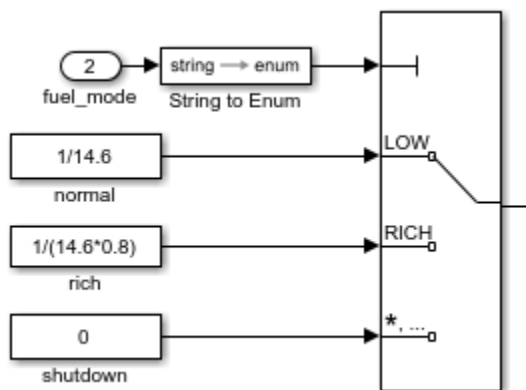 2
fuel_mode
string → enum
String to Enum
1/14.6
normal
LOW
1/(14.6*0.8)
rich
RICH
0
shutdown
*, ...